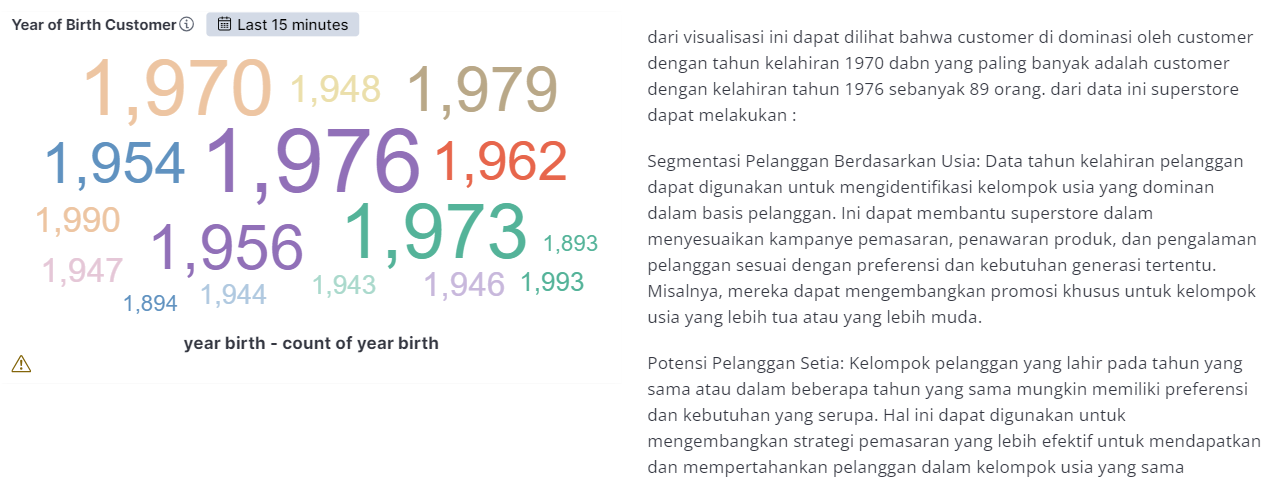 Year of Birth Customer
Last 15 minutes
1,970
1,948
1,979
1,954
1,976
1,962
1,990
1,956
1,973
1,893
1,947
1,943
1,946
1,993
1,894
1,944
year birth - count of year birth
dari visualisasi ini dapat dilihat bahwa customer di dominasi oleh customer
dengan tahun kelahiran 1970 dabn yang paling banyak adalah customer
dengan kelahiran tahun 1976 sebanyak 89 orang. dari data ini superstore
dapat melakukan :
Segmentasi Pelanggan Berdasarkan Usia: Data tahun kelahiran pelanggan
dapat digunakan untuk mengidentifikasi kelompok usia yang dominan
dalam basis pelanggan. Ini dapat membantu superstore dalam
menyesuaikan kampanye pemasaran, penawaran produk, dan pengalaman
pelanggan sesuai dengan preferensi dan kebutuhan generasi tertentu.
Misalnya, mereka dapat mengembangkan promosi khusus untuk kelompok
usia yang lebih tua atau yang lebih muda.
Potensi Pelanggan Setia: Kelompok pelanggan yang lahir pada tahun yang
sama atau dalam beberapa tahun yang sama mungkin memiliki preferensi
dan kebutuhan yang serupa. Hal ini dapat digunakan untuk
mengembangkan strategi pemasaran yang lebih efektif untuk mendapatkan
dan mempertahankan pelanggan dalam kelompok usia yang sama